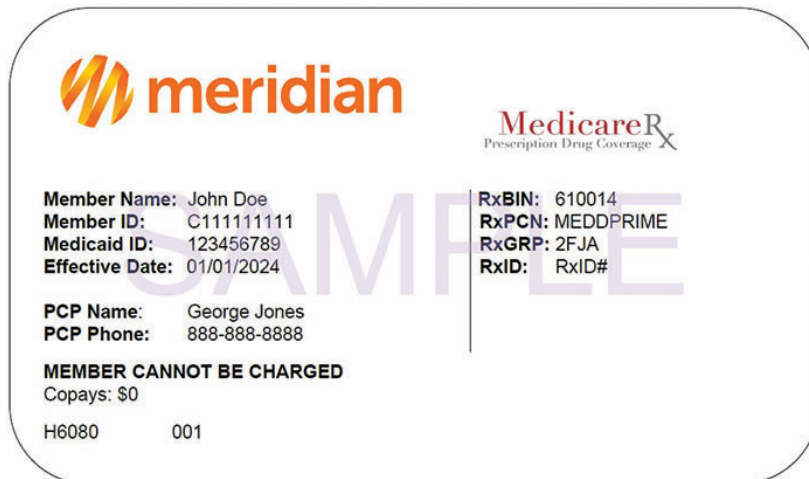 meridian
MedicareRx
Prescription Drug Coverage
Member Name: John Doe
Member ID: C111111111
Medicaid ID: 123456789
Effective Date: 01/01/2024
RxBIN: 610014
RxPCN: MEDDPRIME
RxGRP: 2FJA
RxID: RxID#
SAMPLE
PCP Name: George Jones
PCP Phone: 888-888-8888
MEMBER CANNOT BE CHARGED
Copays: $0
H6080 001